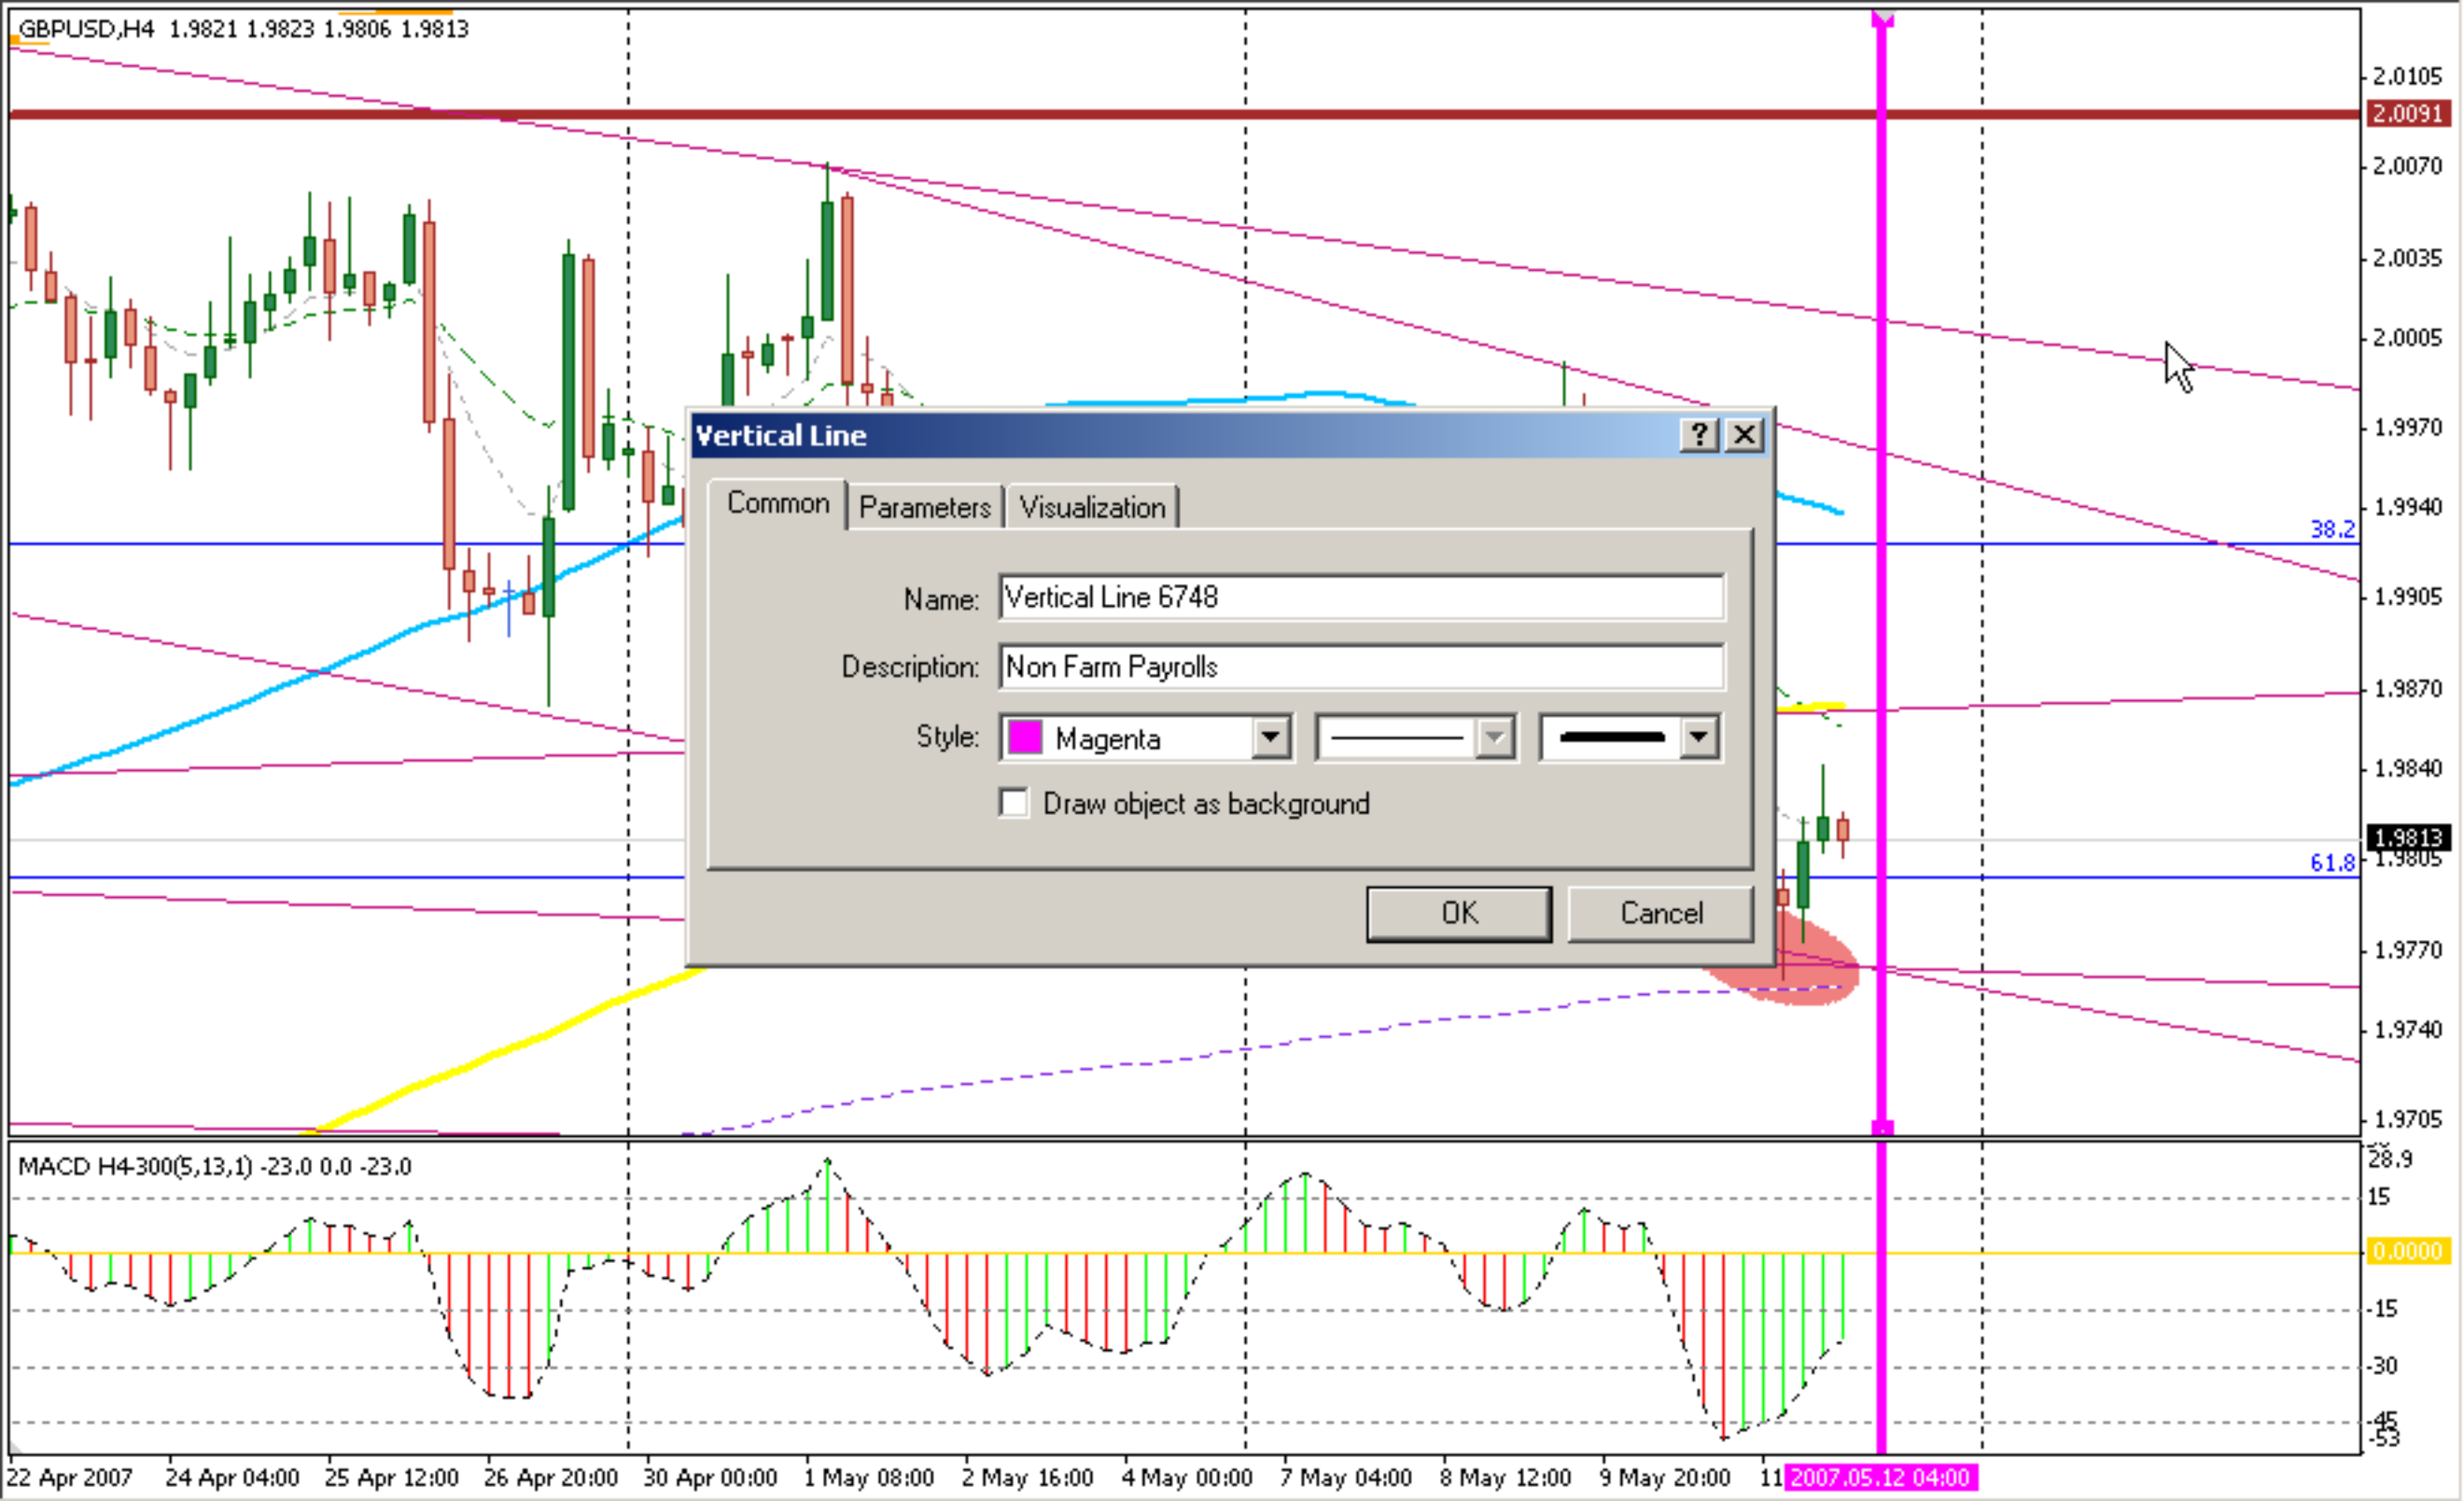 GBPUSD,H4 1.9821 1.9823 1.9806 1.9813
2.0105
2.0091
2.0070
2.0035
2.0005
1.9970
1.9940
38.2
1.9905
1.9870
1.9840
1.9813
1.9805
61.8
1.9770
1.9740
1.9705
Vertical Line
Common Parameters Visualization
Name: Vertical Line 6748
Description: Non Farm Payrolls
Style: Magenta
Draw object as background
OK Cancel
MACD H4-300(5,13,1) -23.0 0.0 -23.0
28.9
15
0.0000
-15
-30
-45
-53
22 Apr 2007 24 Apr 04:00 25 Apr 12:00 26 Apr 20:00 30 Apr 00:00 1 May 08:00 2 May 16:00 4 May 00:00 7 May 04:00 8 May 12:00 9 May 20:00 11 2007.05.12 04:00